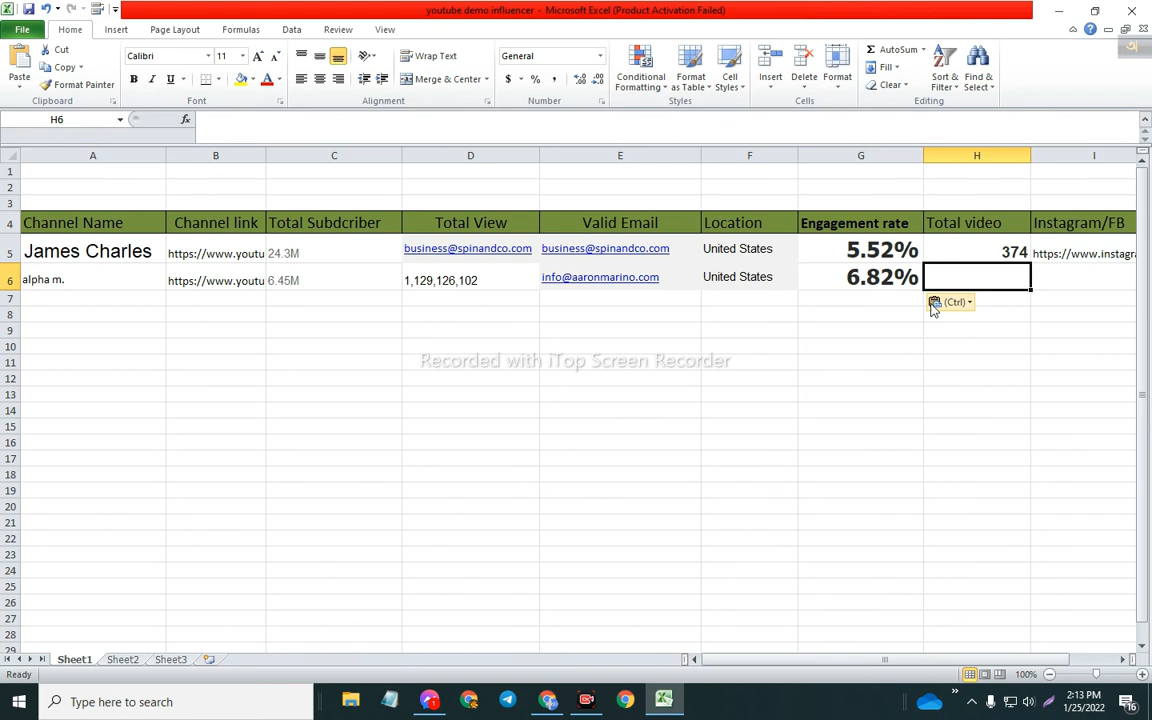 youtube demo influencer - Microsoft Excel (Product Activation Failed)
File Home Insert Page Layout Formulas Data Review View
Paste Cut Copy Format Painter Clipboard
Calibri 11 B I U A A A Font
Wrap Text Merge & Center Alignment
General $ % , Number
Conditional Formatting Format as Table Cell Styles Styles
Insert Delete Format Cells
AutoSum Fill Clear Sort & Filter Find & Select Editing
H6 fx
A B C D E F G H I
1
2
3
4 Channel Name Channel link Total Subdcriber Total View Valid Email Location Engagement rate Total video Instagram/FB
5 James Charles https://www.youtu 24.3M business@spinandco.com business@spinandco.com United States 5.52% 374 https://www.instagra
6 alpha m. https://www.youtu 6.45M 1,129,126,102 info@aaronmarino.com United States 6.82%
7 (Ctrl)
8
9
10
11 Recorded with iTop Screen Recorder
12
13
14
15
16
17
18
19
20
21
22
23
24
25
26
27
28
29
Sheet1 Sheet2 Sheet3
Ready 100%
Type here to search
2:13 PM
1/25/2022
16